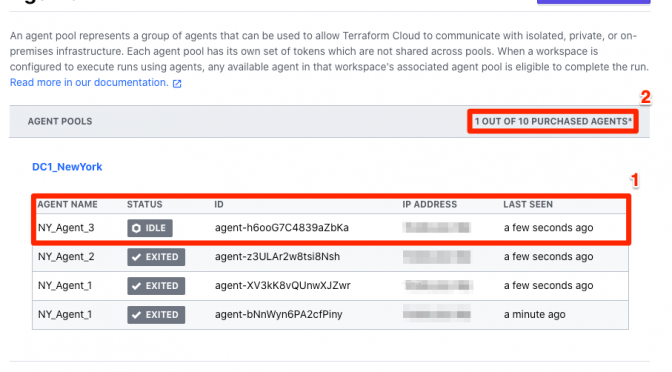 An agent pool represents a group of agents that can be used to allow Terraform Cloud to communicate with isolated, private, or on-
premises infrastructure. Each agent pool has its own set of tokens which are not shared across pools. When a workspace is
configured to execute runs using agents, any available agent in that workspace's associated agent pool is eligible to complete the run.
Read more in our documentation.
2
AGENT POOLS 1 OUT OF 10 PURCHASED AGENTS*
DC1_NewYork
1
AGENT NAME STATUS ID IP ADDRESS LAST SEEN
NY_Agent_3 IDLE agent-h6ooG7C4839aZbKa a few seconds ago
NY_Agent_2 EXITED agent-z3ULAr2w8tsi8Nsh a few seconds ago
NY_Agent_1 EXITED agent-XV3kK8vQUnwXJZwr a few seconds ago
NY_Agent_1 EXITED agent-bNnWyn6PA2cfPiny a minute ago